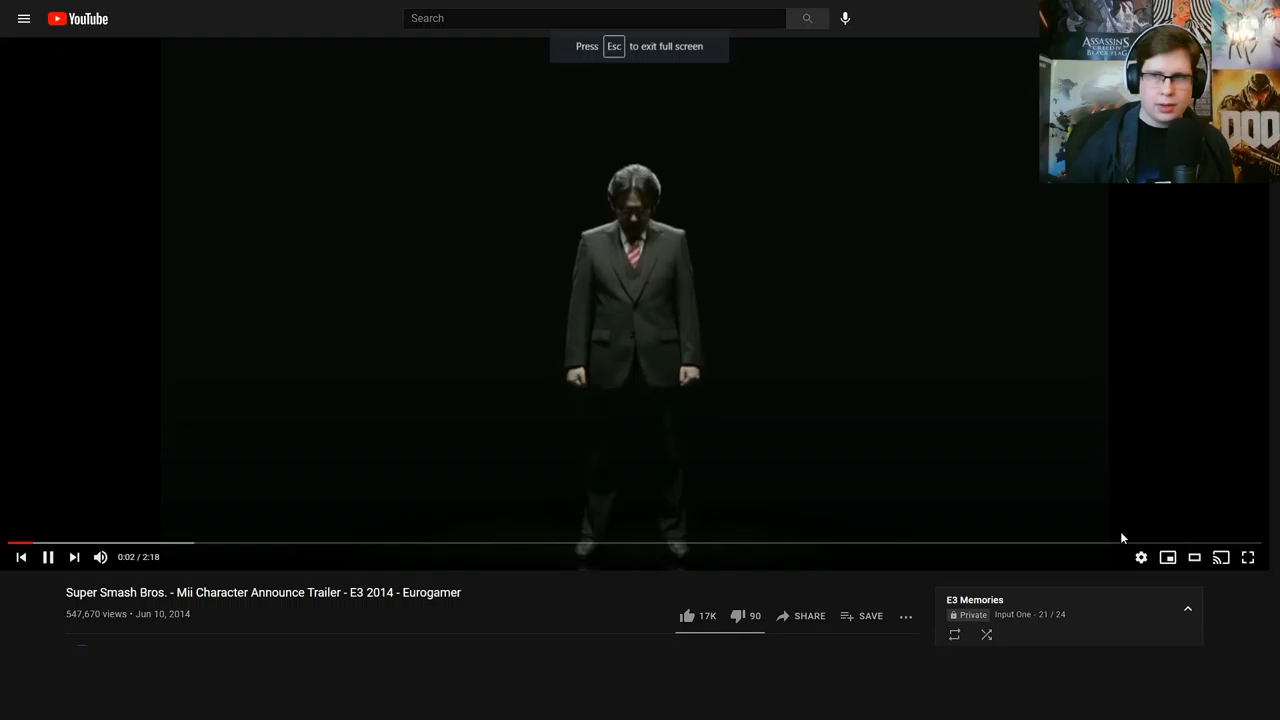 YouTube
Search
Press Esc to exit full screen
ASSASSIN'S
CREED IV
BLACK FLAG
DOO
0:02 / 2:18
Super Smash Bros. - Mii Character Announce Trailer - E3 2014 - Eurogamer
547,670 views • Jun 10, 2014
17K
90
SHARE
SAVE
E3 Memories
Private
Input One - 21 / 24